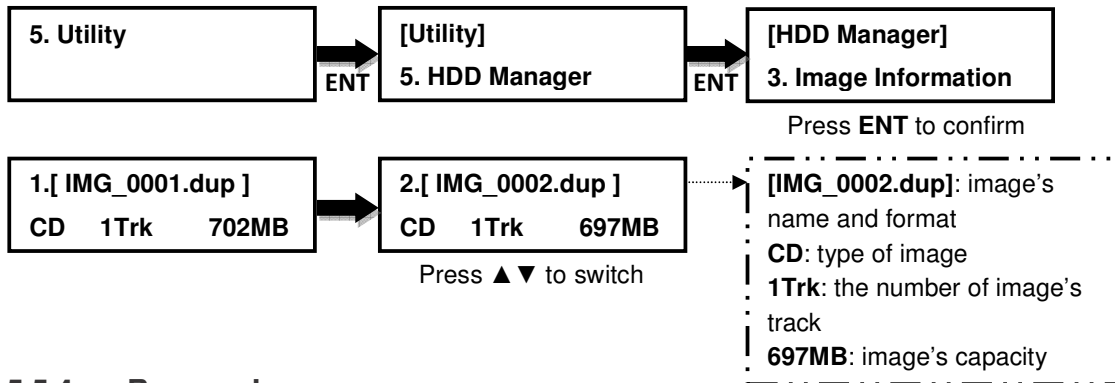 5. Utility
ENT
[Utility]
5. HDD Manager
ENT
[HDD Manager]
3. Image Information
Press ENT to confirm
1.[ IMG_0001.dup ]
CD 1Trk 702MB
2.[ IMG_0002.dup ]
CD 1Trk 697MB
Press ▲▼ to switch
[IMG_0002.dup]: image's
name and format
CD: type of image
1Trk: the number of image's
track
697MB: image's capacity